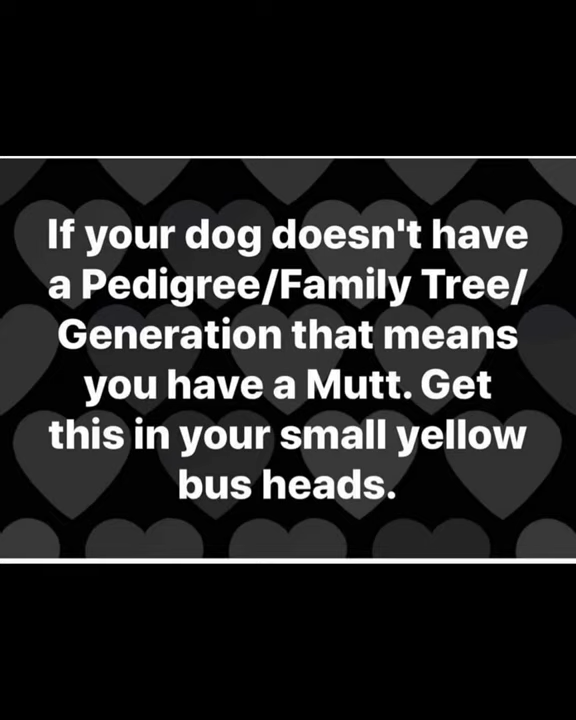 If your dog doesn't have
a Pedigree/Family Tree/
Generation that means
you have a Mutt. Get
this in your small yellow
bus heads.